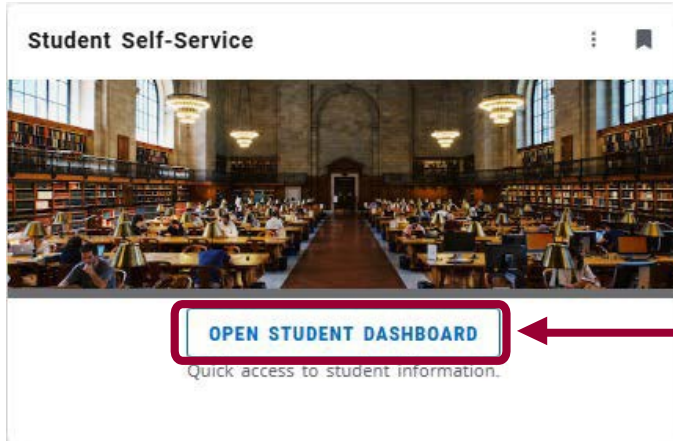 Student Self-Service
OPEN STUDENT DASHBOARD
Quick access to student information.